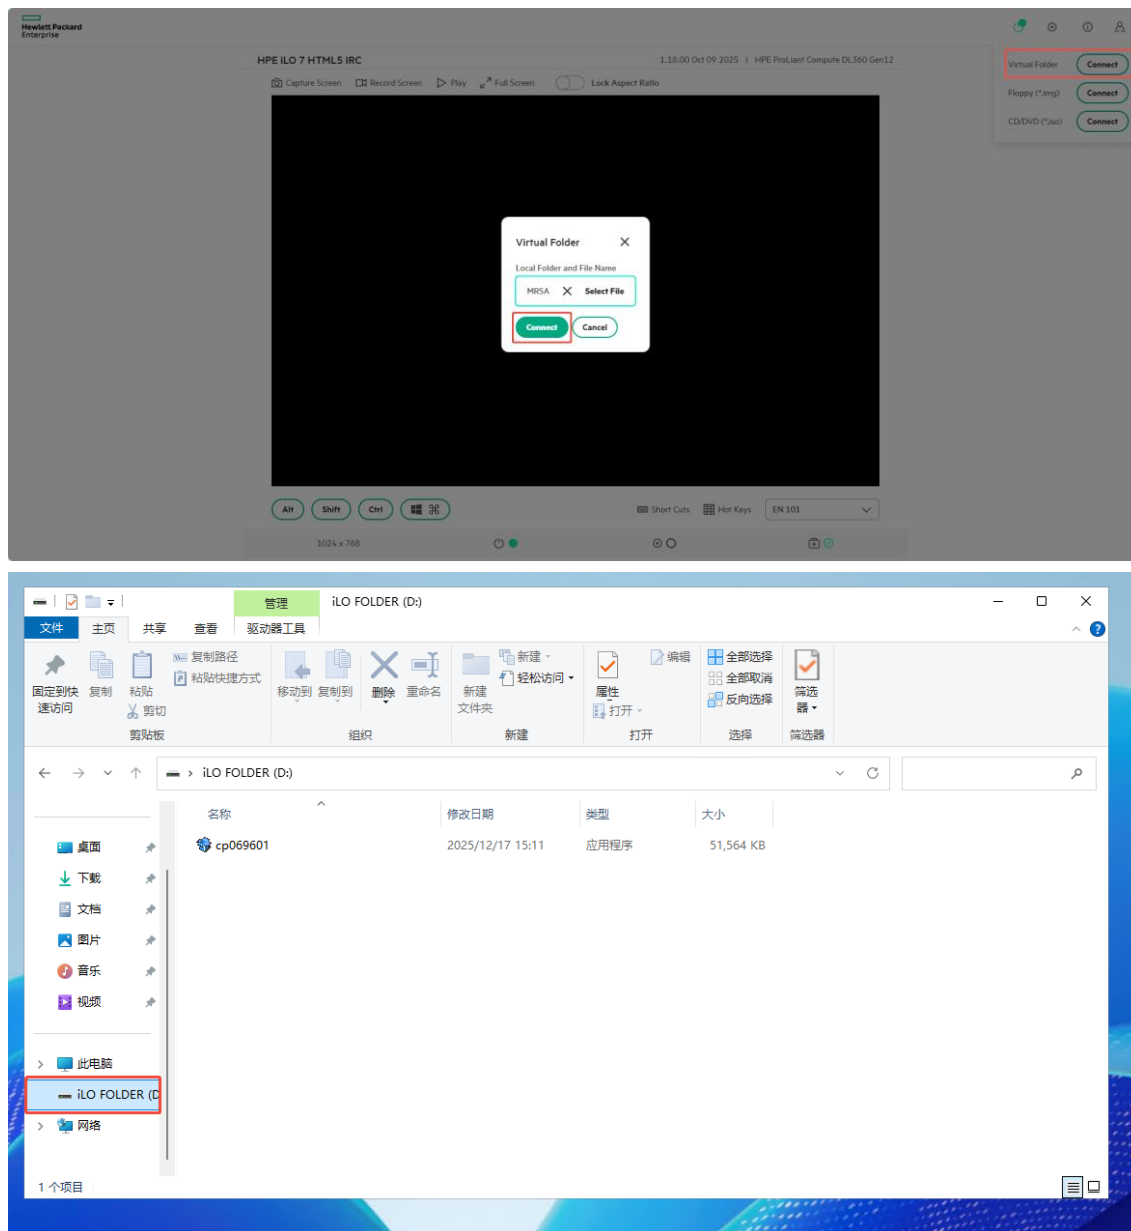 Hewlett Packard
Enterprise
HPE iLO 7 HTML5 IRC
1.18.00 Oct 09 2025 | HPE ProLiant Compute DL360 Gen12
Capture Screen Record Screen Play Full Screen Lock Aspect Ratio
Virtual Folder Connect
Floppy (*.img) Connect
CD/DVD (*.iso) Connect
Virtual Folder
Local Folder and File Name
MRSA Select File
Connect Cancel
Alt Shift Ctrl Short Cuts Hot Keys EN 101
1024 x 768
管理 iLO FOLDER (D:)
文件 主页 共享 查看 驱动器工具
固定到快速访问
复制
粘贴
复制路径
粘贴快捷方式
剪切
剪贴板
移动到 复制到 删除 重命名
组织
新建文件夹
新建
轻松访问
新建
属性
打开
编辑
打开
全部选择
全部取消
反向选择
选择
筛选器
筛选器
iLO FOLDER (D:)
名称 修改日期 类型 大小
cp069601 2025/12/17 15:11 应用程序 51,564 KB
桌面
下载
文档
图片
音乐
视频
此电脑
iLO FOLDER (D
网络
1 个项目